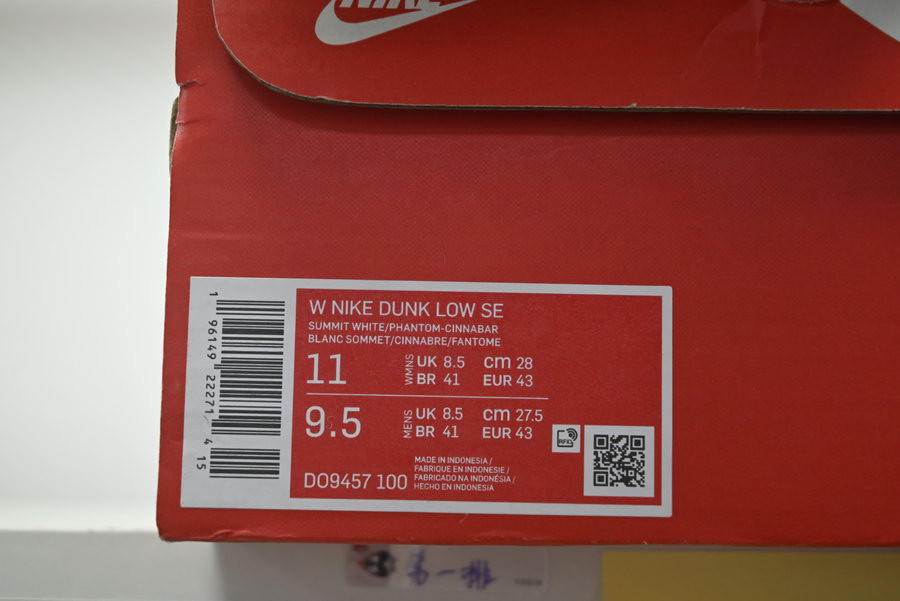 NIKE
W NIKE DUNK LOW SE
SUMMIT WHITE/PHANTOM-CINNABAR
BLANC SOMMET/CINNABRE/FANTOME
11 WMNS UK 8.5 cm 28
BR 41 EUR 43
9.5 MENS UK 8.5 cm 27.5
BR 41 EUR 43
RFID
DO9457 100
MADE IN INDONESIA /
FABRIQUE EN INDONESIE /
FABRICADO NA INDONÉSIA /
HECHO EN INDONESIA
1 96149 22271 4 15